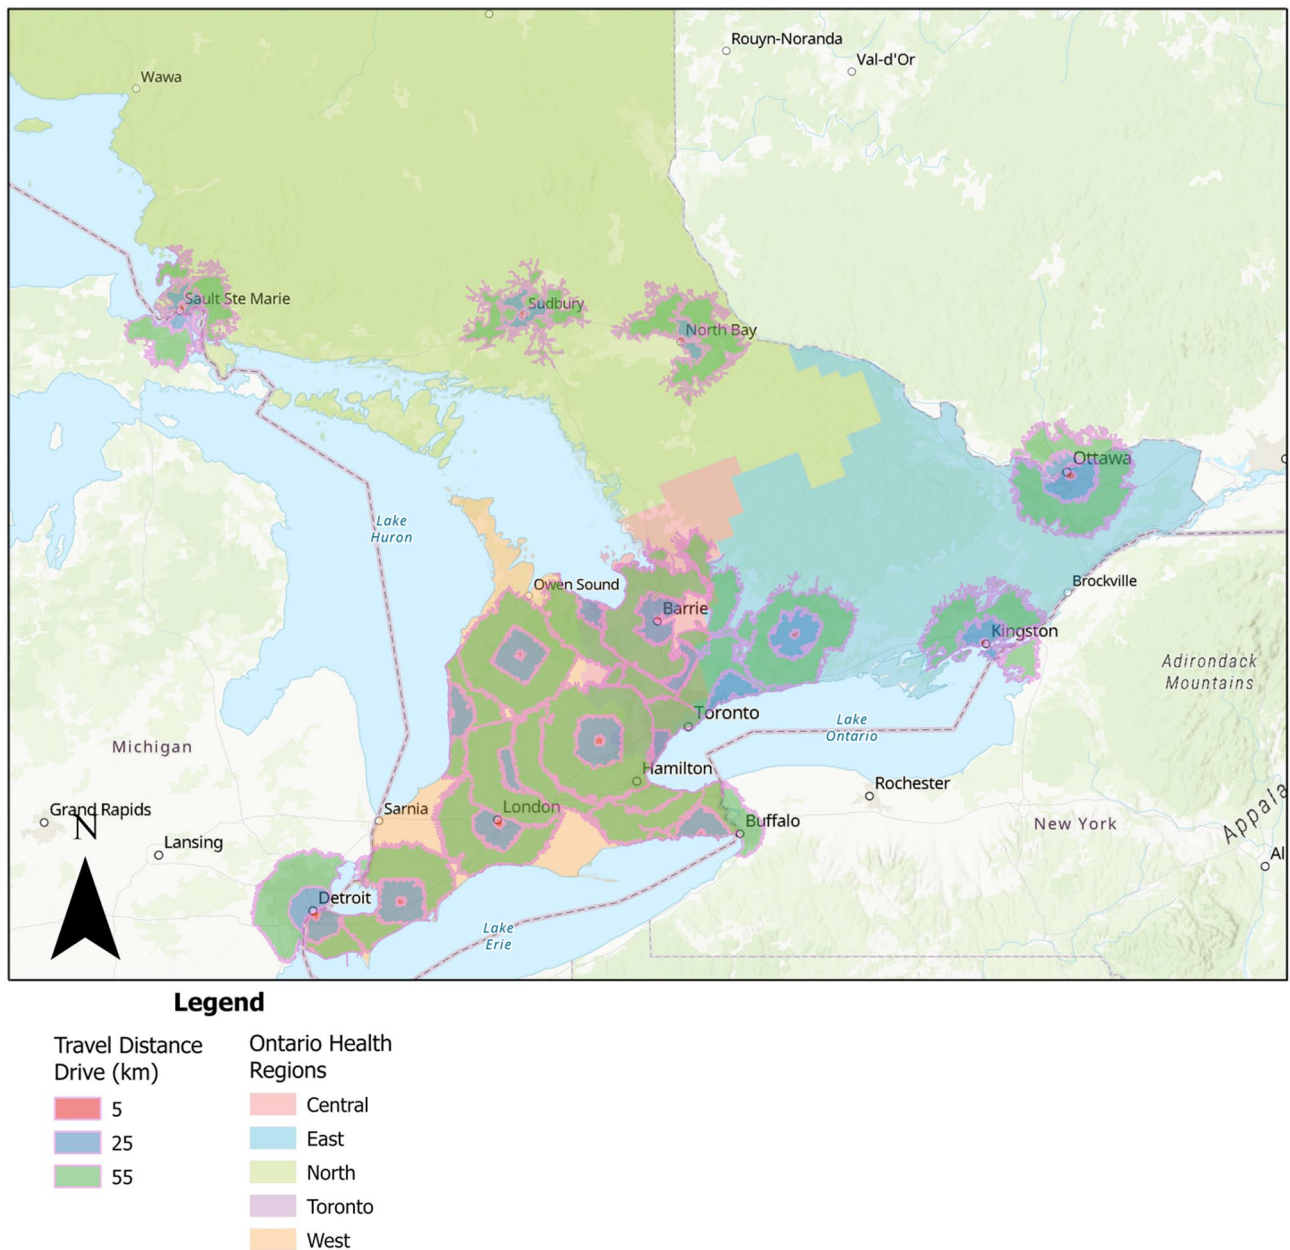 Rouyn-Noranda
Val-d'Or
Wawa
Sault Ste Marie
Sudbury
North Bay
Ottawa
Lake
Huron
Owen Sound
Brockville
Barrie
Kingston
Adirondack
Mountains
Toronto
Lake
Ontario
Michigan
Hamilton
Rochester
Grand Rapids
Sarnia
London
Buffalo
New York
Appala
N
Lansing
Al
Detroit
Lake
Erie
Legend
Travel Distance
Drive (km)
5
25
55
Ontario Health
Regions
Central
East
North
Toronto
West